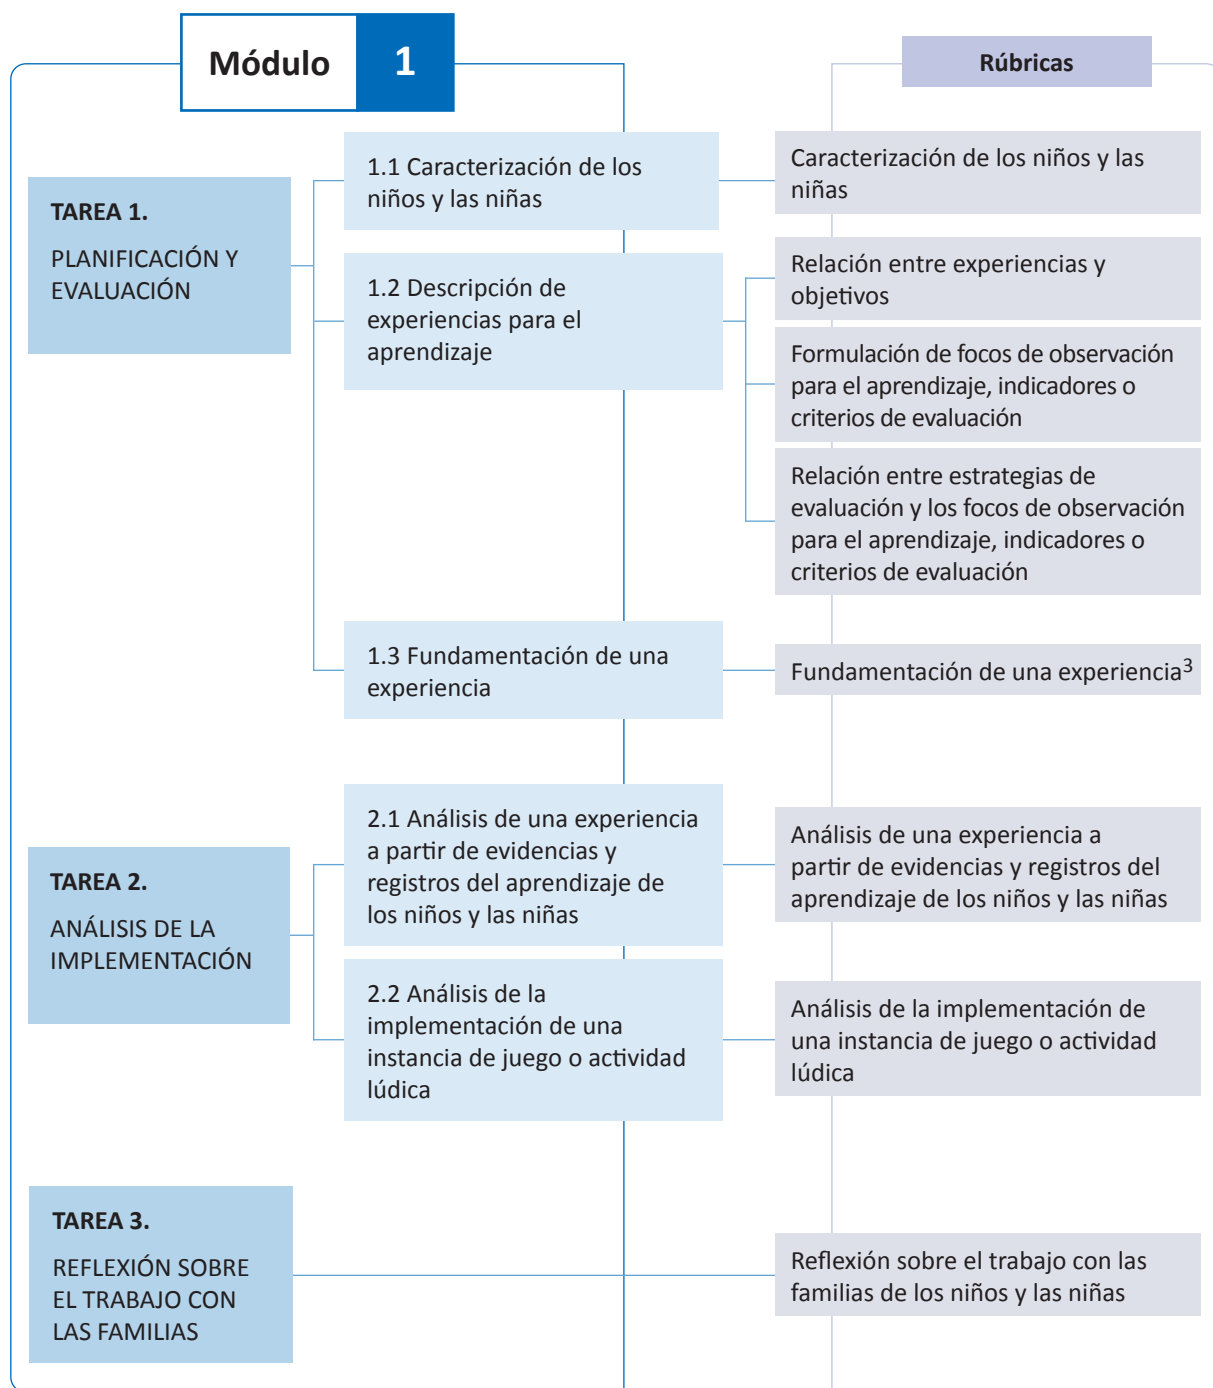 Módulo 1
Rúbricas
TAREA 1.
PLANIFICACIÓN Y
EVALUACIÓN
1.1 Caracterización de los
niños y las niñas
Caracterización de los niños y las
niñas
1.2 Descripción de
experiencias para el
aprendizaje
Relación entre experiencias y
objetivos
Formulación de focos de observación
para el aprendizaje, indicadores o
criterios de evaluación
Relación entre estrategias de
evaluación y los focos de observación
para el aprendizaje, indicadores o
criterios de evaluación
1.3 Fundamentación de una
experiencia
Fundamentación de una experiencia3
TAREA 2.
ANÁLISIS DE LA
IMPLEMENTACIÓN
2.1 Análisis de una experiencia
a partir de evidencias y
registros del aprendizaje de
los niños y las niñas
Análisis de una experiencia a
partir de evidencias y registros del
aprendizaje de los niños y las niñas
2.2 Análisis de la
implementación de una
instancia de juego o actividad
lúdica
Análisis de la implementación de
una instancia de juego o actividad
lúdica
TAREA 3.
REFLEXIÓN SOBRE
EL TRABAJO CON
LAS FAMILIAS
Reflexión sobre el trabajo con las
familias de los niños y las niñas